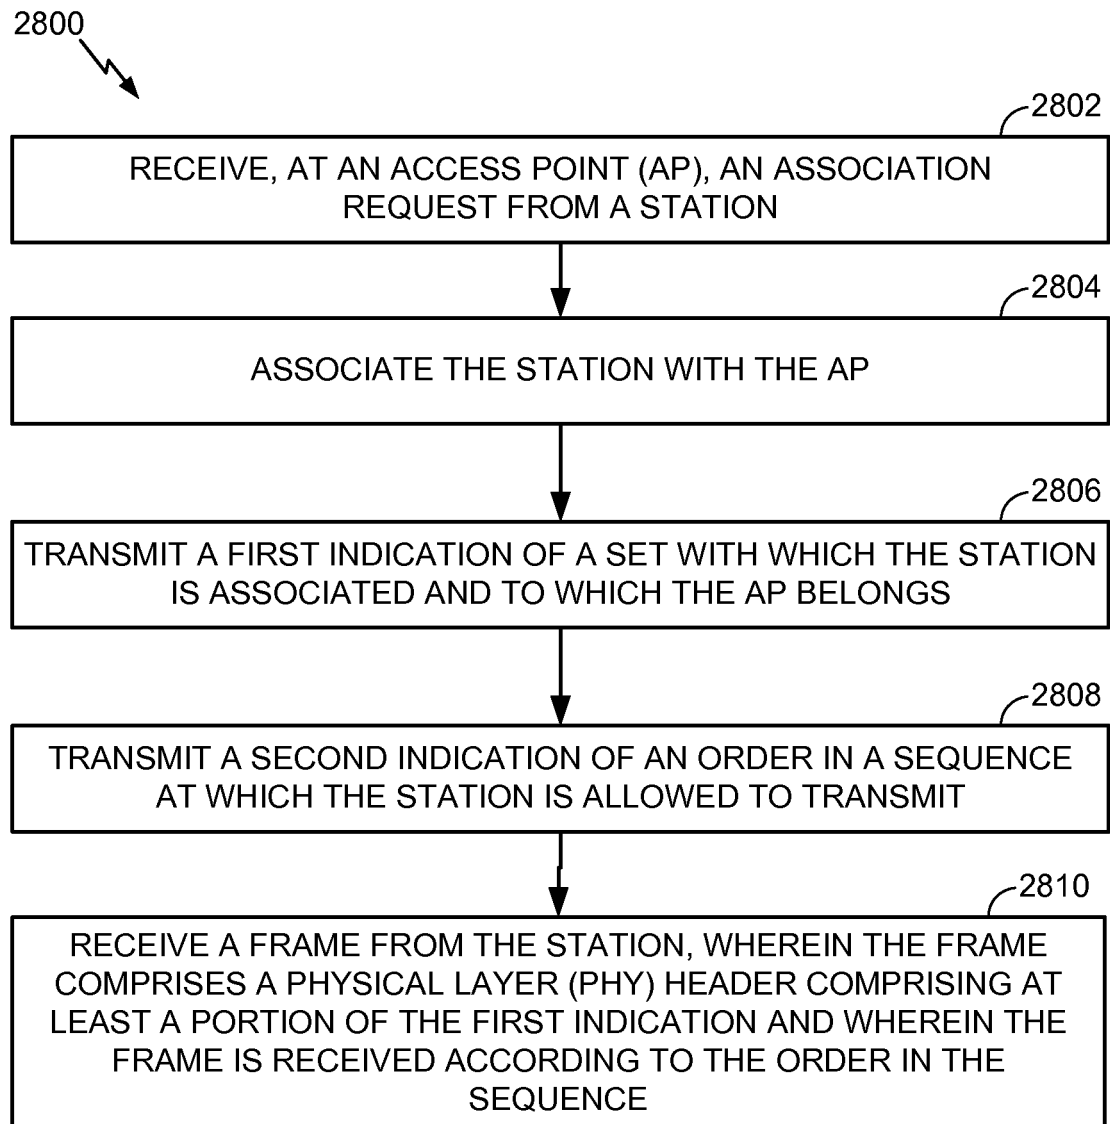 2800
2802
RECEIVE, AT AN ACCESS POINT (AP), AN ASSOCIATION
REQUEST FROM A STATION
2804
ASSOCIATE THE STATION WITH THE AP
2806
TRANSMIT A FIRST INDICATION OF A SET WITH WHICH THE STATION
IS ASSOCIATED AND TO WHICH THE AP BELONGS
2808
TRANSMIT A SECOND INDICATION OF AN ORDER IN A SEQUENCE
AT WHICH THE STATION IS ALLOWED TO TRANSMIT
2810
RECEIVE A FRAME FROM THE STATION, WHEREIN THE FRAME
COMPRISES A PHYSICAL LAYER (PHY) HEADER COMPRISING AT
LEAST A PORTION OF THE FIRST INDICATION AND WHEREIN THE
FRAME IS RECEIVED ACCORDING TO THE ORDER IN THE
SEQUENCE